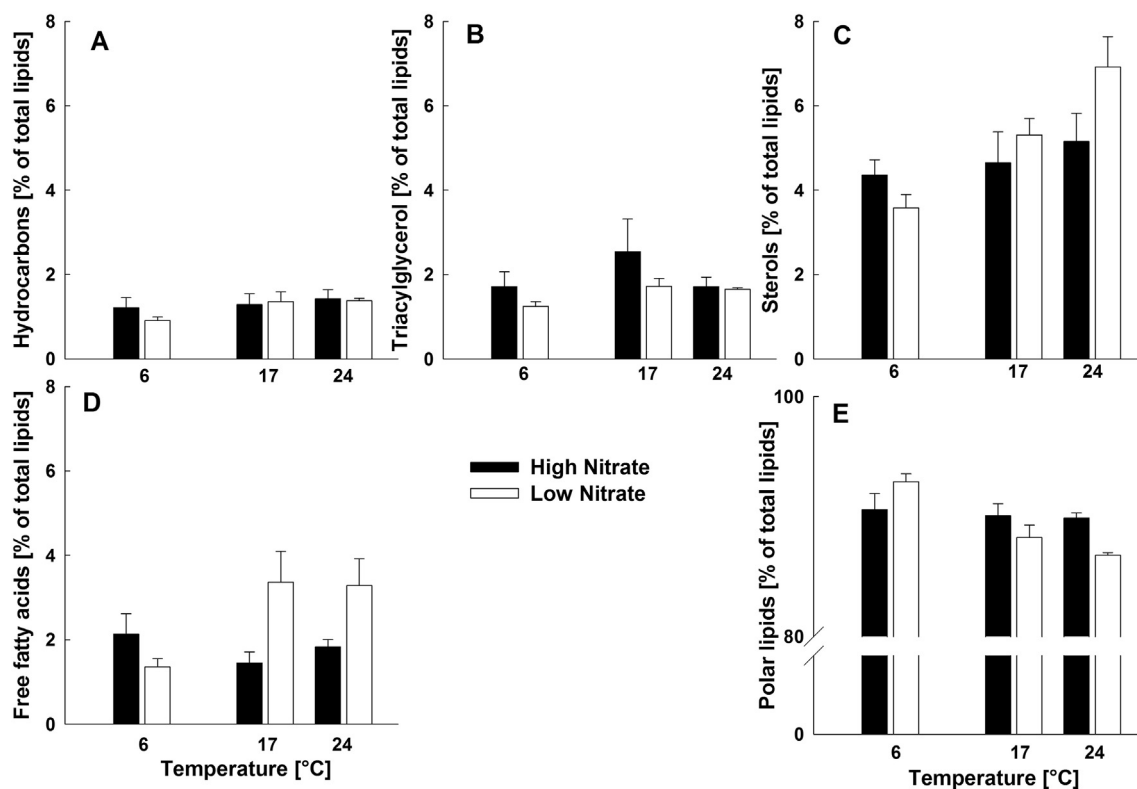 A
Hydrocarbons [% of total lipids]
8
6
4
2
0
6
17
24
B
Triacylglycerol [% of total lipids]
8
6
4
2
0
6
17
24
C
Sterols [% of total lipids]
8
6
4
2
0
6
17
24
D
Free fatty acids [% of total lipids]
8
6
4
2
0
6
17
24
Temperature [°C]
High Nitrate
Low Nitrate
E
Polar lipids [% of total lipids]
100
80
0
6
17
24
Temperature [°C]